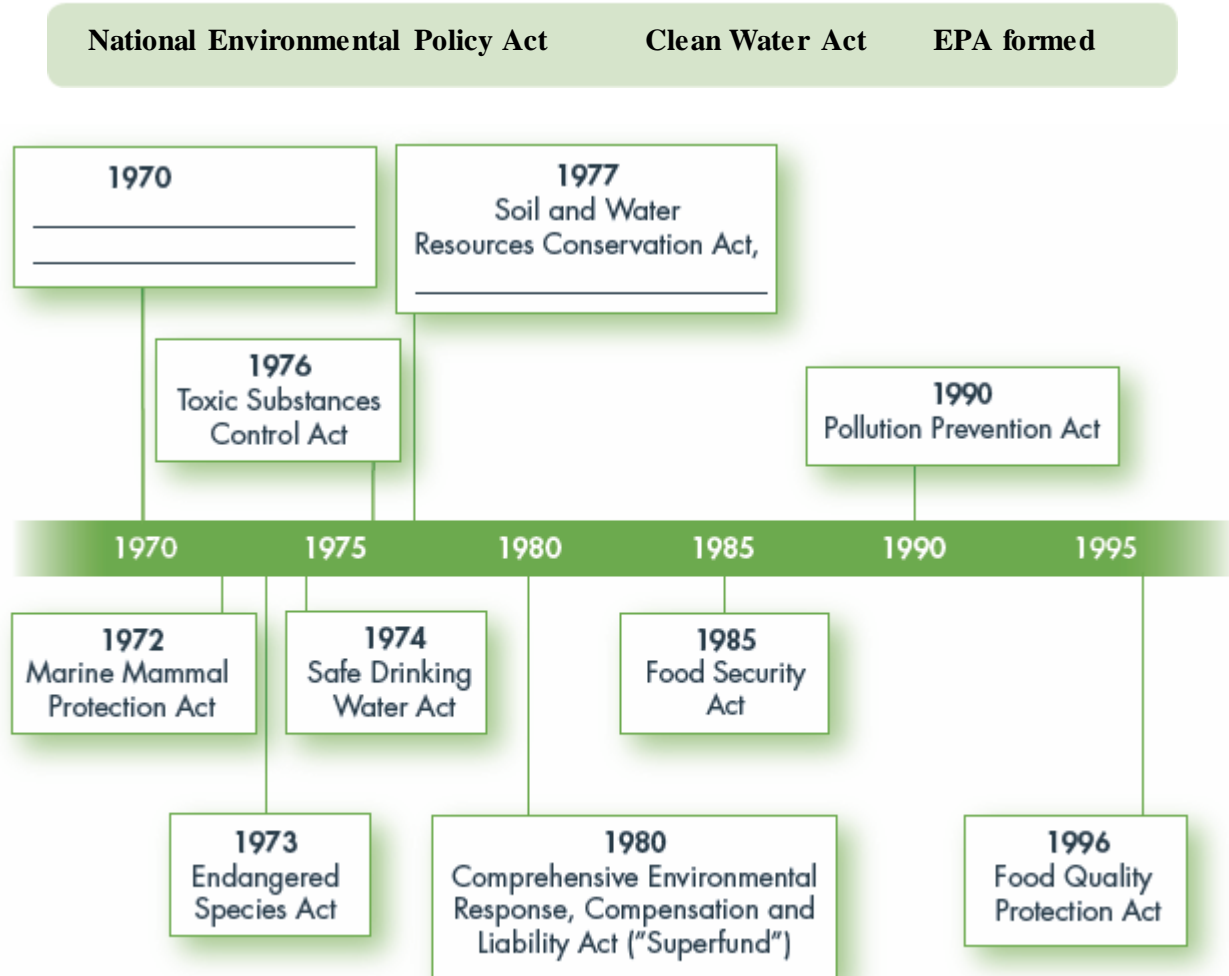 National Environmental Policy Act Clean Water Act EPA formed
1970
1977
Soil and Water
Resources Conservation Act,
1976
Toxic Substances
Control Act
1990
Pollution Prevention Act
1970 1975 1980 1985 1990 1995
1972
Marine Mammal
Protection Act
1974
Safe Drinking
Water Act
1985
Food Security
Act
1973
Endangered
Species Act
1980
Comprehensive Environmental
Response, Compensation and
Liability Act ("Superfund")
1996
Food Quality
Protection Act